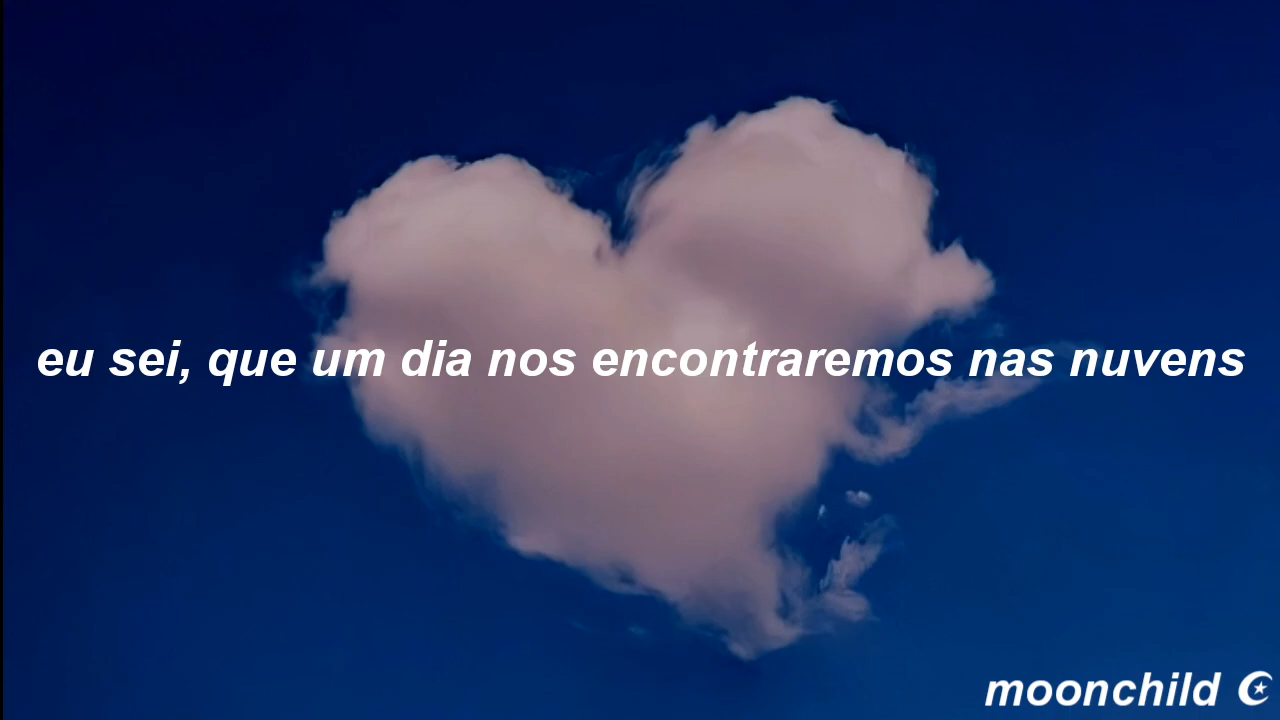 eu sei, que um dia nos encontraremos nas nuvens
moonchild ☪